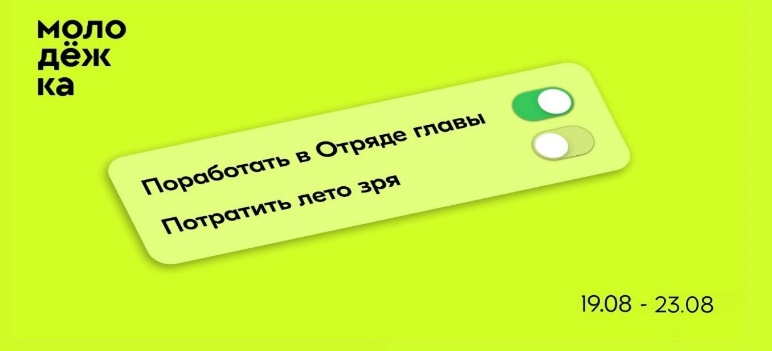 моло
дёж
ка
Поработать в Отряде главы
Потратить лето зря
19.08 - 23.08